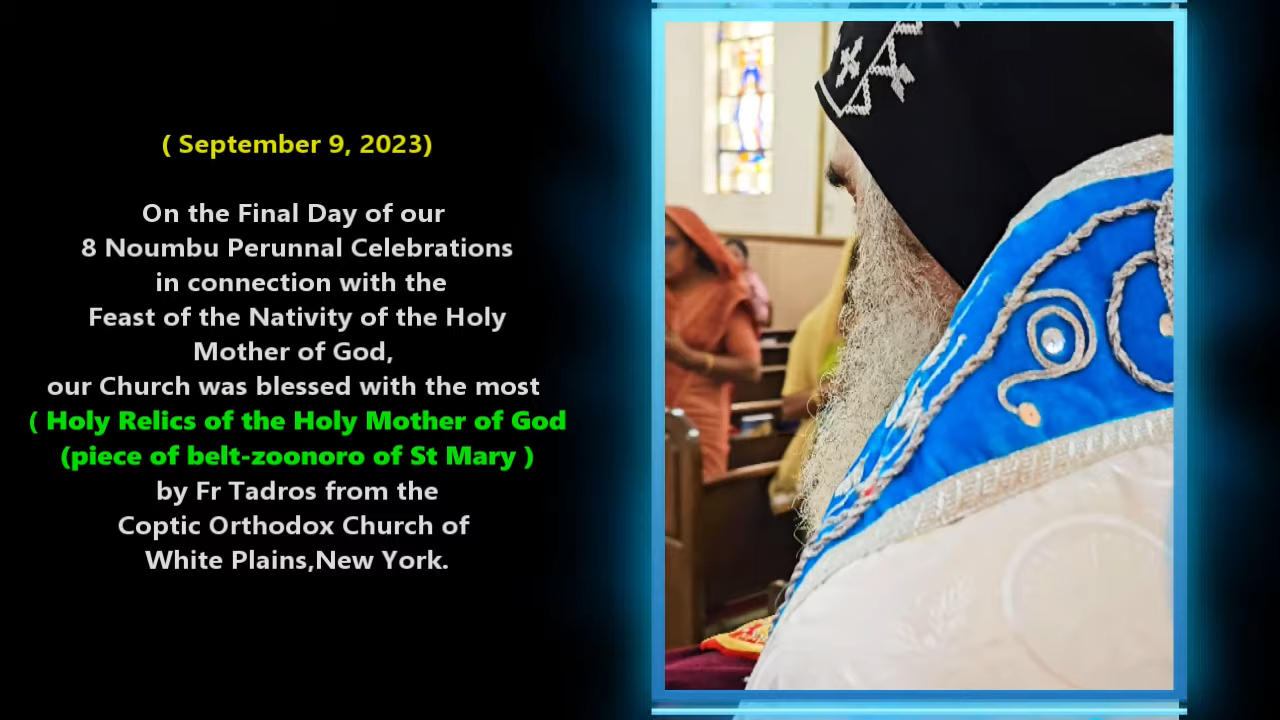 ( September 9, 2023)
On the Final Day of our
8 Noumbu Perunnal Celebrations
in connection with the
Feast of the Nativity of the Holy
Mother of God,
our Church was blessed with the most
( Holy Relics of the Holy Mother of God
(piece of belt-zoonoro of St Mary )
by Fr Tadros from the
Coptic Orthodox Church of
White Plains,New York.